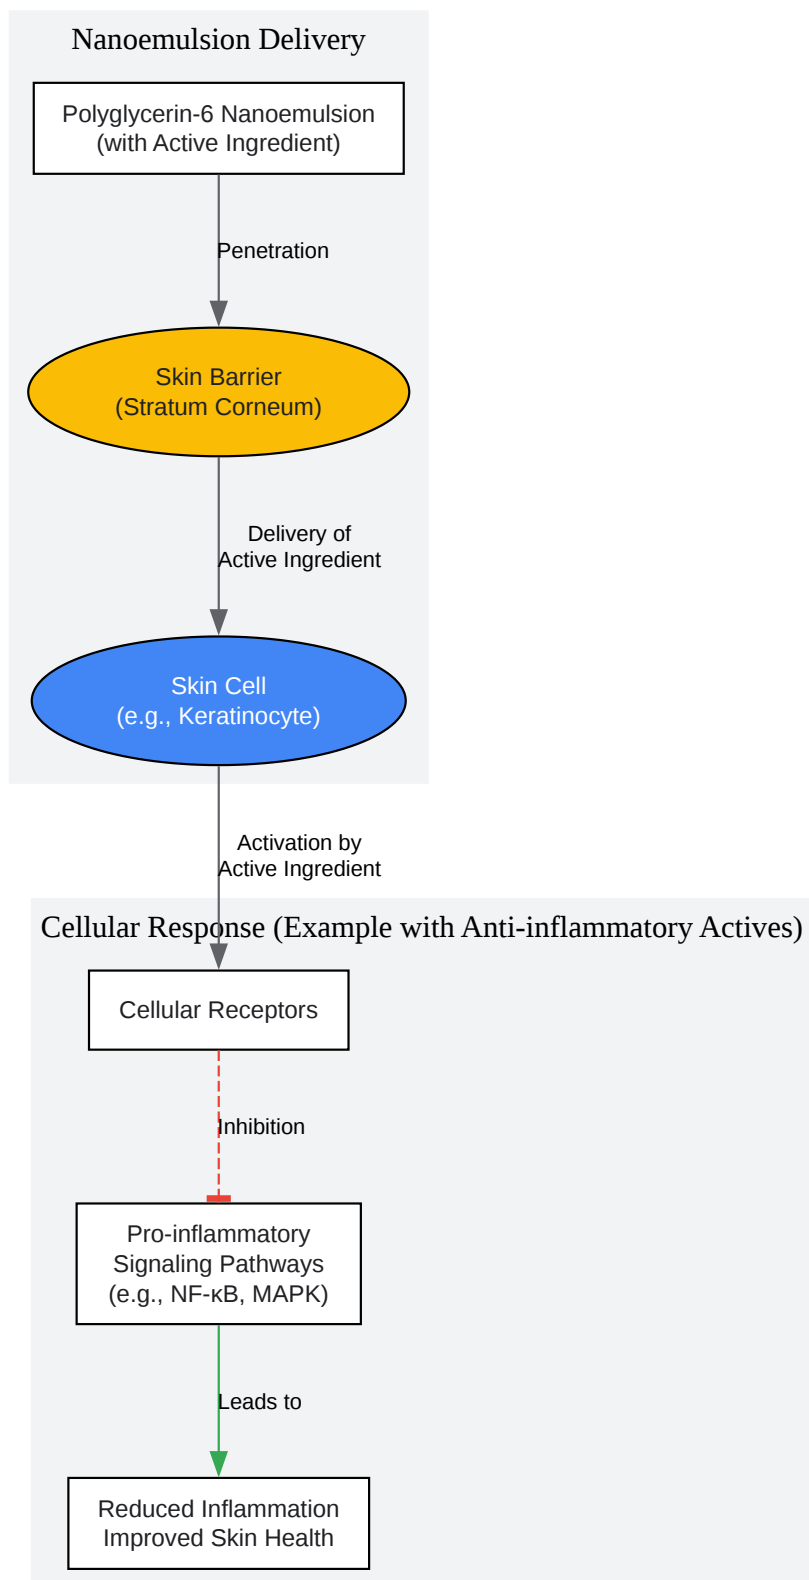 Nanoemulsion Delivery
Polyglycerin-6 Nanoemulsion
(with Active Ingredient)
Penetration
Skin Barrier
(Stratum Corneum)
Delivery of
Active Ingredient
Skin Cell
(e.g., Keratinocyte)
Activation by
Active Ingredient
Cellular Response (Example with Anti-inflammatory Actives)
Cellular Receptors
Inhibition
Pro-inflammatory
Signaling Pathways
(e.g., NF-κB, MAPK)
Leads to
Reduced Inflammation
Improved Skin Health